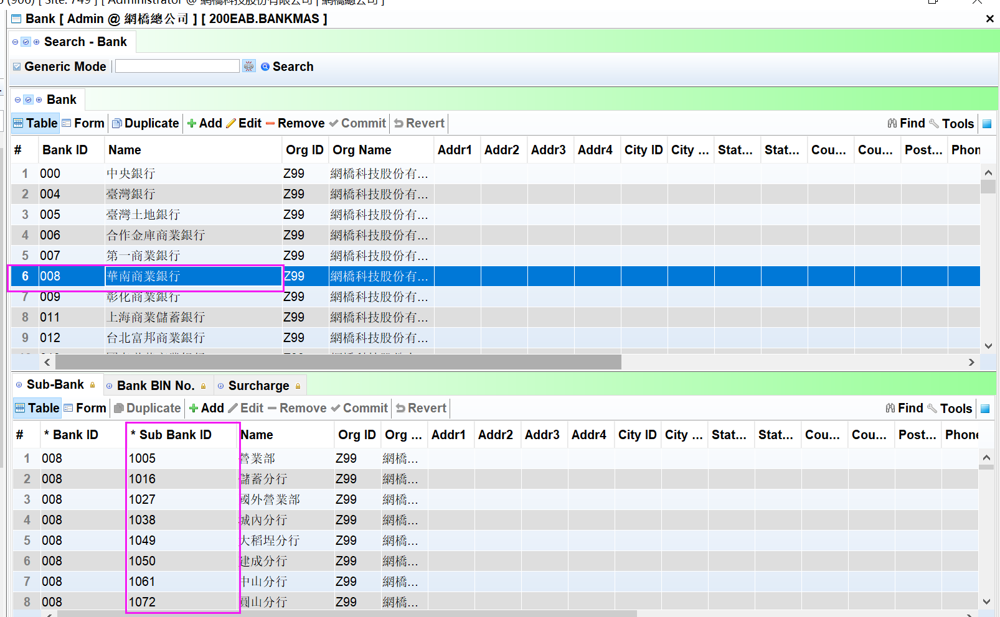 (906) [ Site: 749 ] [ Administrator @ 網橋科技股份有限公司 | 網橋總公司 ]
Bank [ Admin @ 網橋總公司 ] [ 200EAB.BANKMAS ]
Search - Bank
Generic Mode Search
Bank
Table Form Duplicate Add Edit Remove Commit Revert Find Tools
# Bank ID Name Org ID Org Name Addr1 Addr2 Addr3 Addr4 City ID City ... Stat... Stat... Cou... Cou... Post... Phon
1 000 中央銀行 Z99 網橋科技股份有...
2 004 臺灣銀行 Z99 網橋科技股份有...
3 005 臺灣土地銀行 Z99 網橋科技股份有...
4 006 合作金庫商業銀行 Z99 網橋科技股份有...
5 007 第一商業銀行 Z99 網橋科技股份有...
6 008 華南商業銀行 Z99 網橋科技股份有...
7 009 彰化商業銀行 Z99 網橋科技股份有...
8 011 上海商業儲蓄銀行 Z99 網橋科技股份有...
9 012 台北富邦商業銀行 Z99 網橋科技股份有...
Sub-Bank Bank BIN No. Surcharge
Table Form Duplicate Add Edit Remove Commit Revert Find Tools
# * Bank ID * Sub Bank ID Name Org ID Org ... Addr1 Addr2 Addr3 Addr4 City ID City ... Stat... Stat... Cou... Cou... Post... Phone
1 008 1005 營業部 Z99 網橋...
2 008 1016 儲蓄分行 Z99 網橋...
3 008 1027 國外營業部 Z99 網橋...
4 008 1038 城內分行 Z99 網橋...
5 008 1049 大稻埕分行 Z99 網橋...
6 008 1050 建成分行 Z99 網橋...
7 008 1061 中山分行 Z99 網橋...
8 008 1072 圓山分行 Z99 網橋...